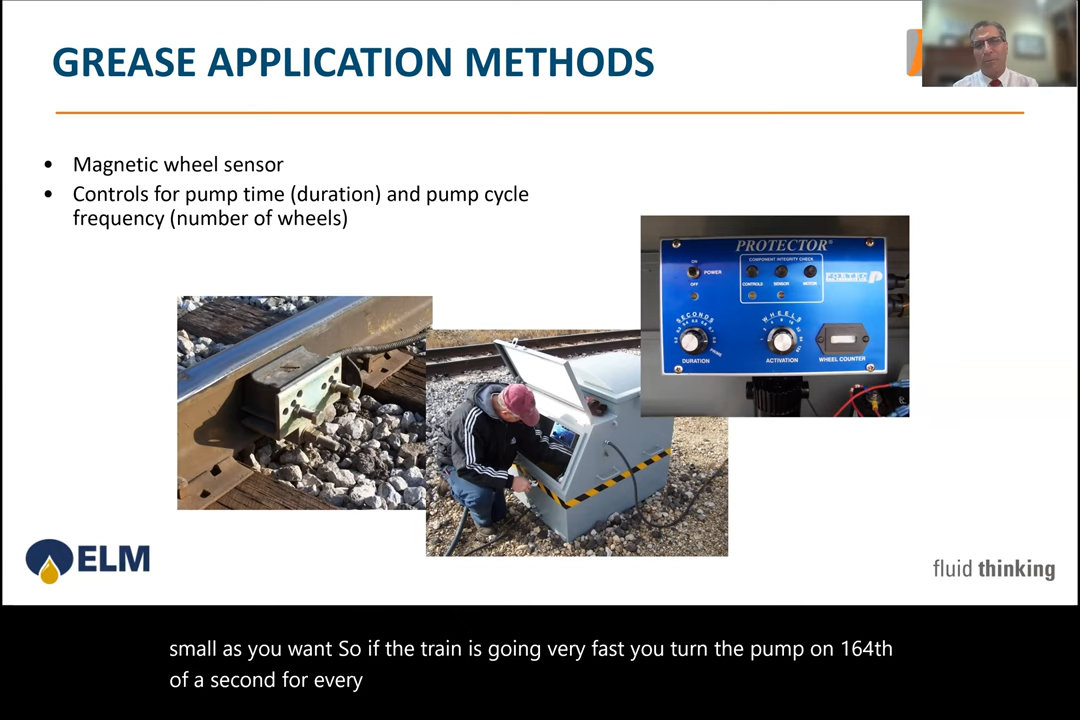 GREASE APPLICATION METHODS
• Magnetic wheel sensor
• Controls for pump time (duration) and pump cycle
frequency (number of wheels)
PROTECTOR®
COMPONENT INTEGRITY CHECK
ON
POWER
OFF
CONTROLS SENSOR MOTOR
SECONDS
WHEELS
DURATION
ACTIVATION
WHEEL COUNTER
ELM
fluid thinking
small as you want So if the train is going very fast you turn the pump on 164th
of a second for every